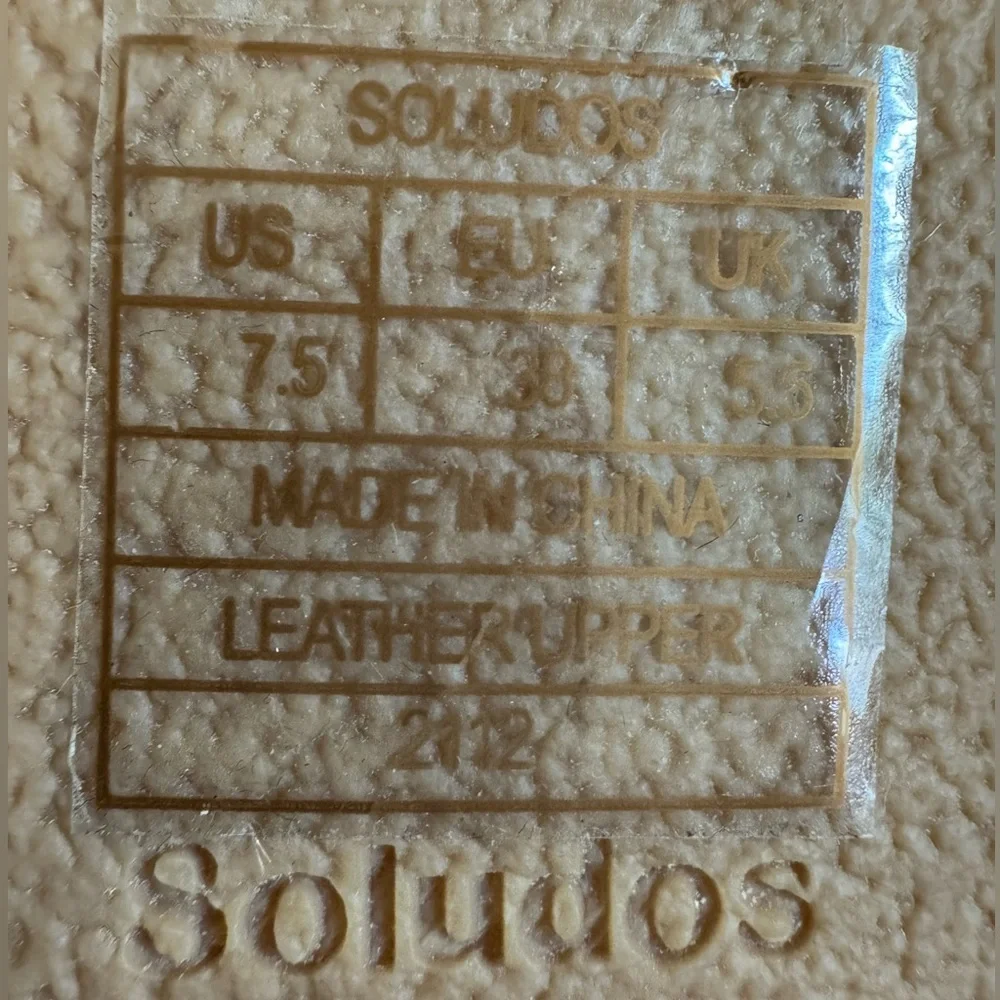 SOLUDOS
US EU UK
7.5 38 5.5
MADE IN CHINA
LEATHER UPPER
2112
Soludos